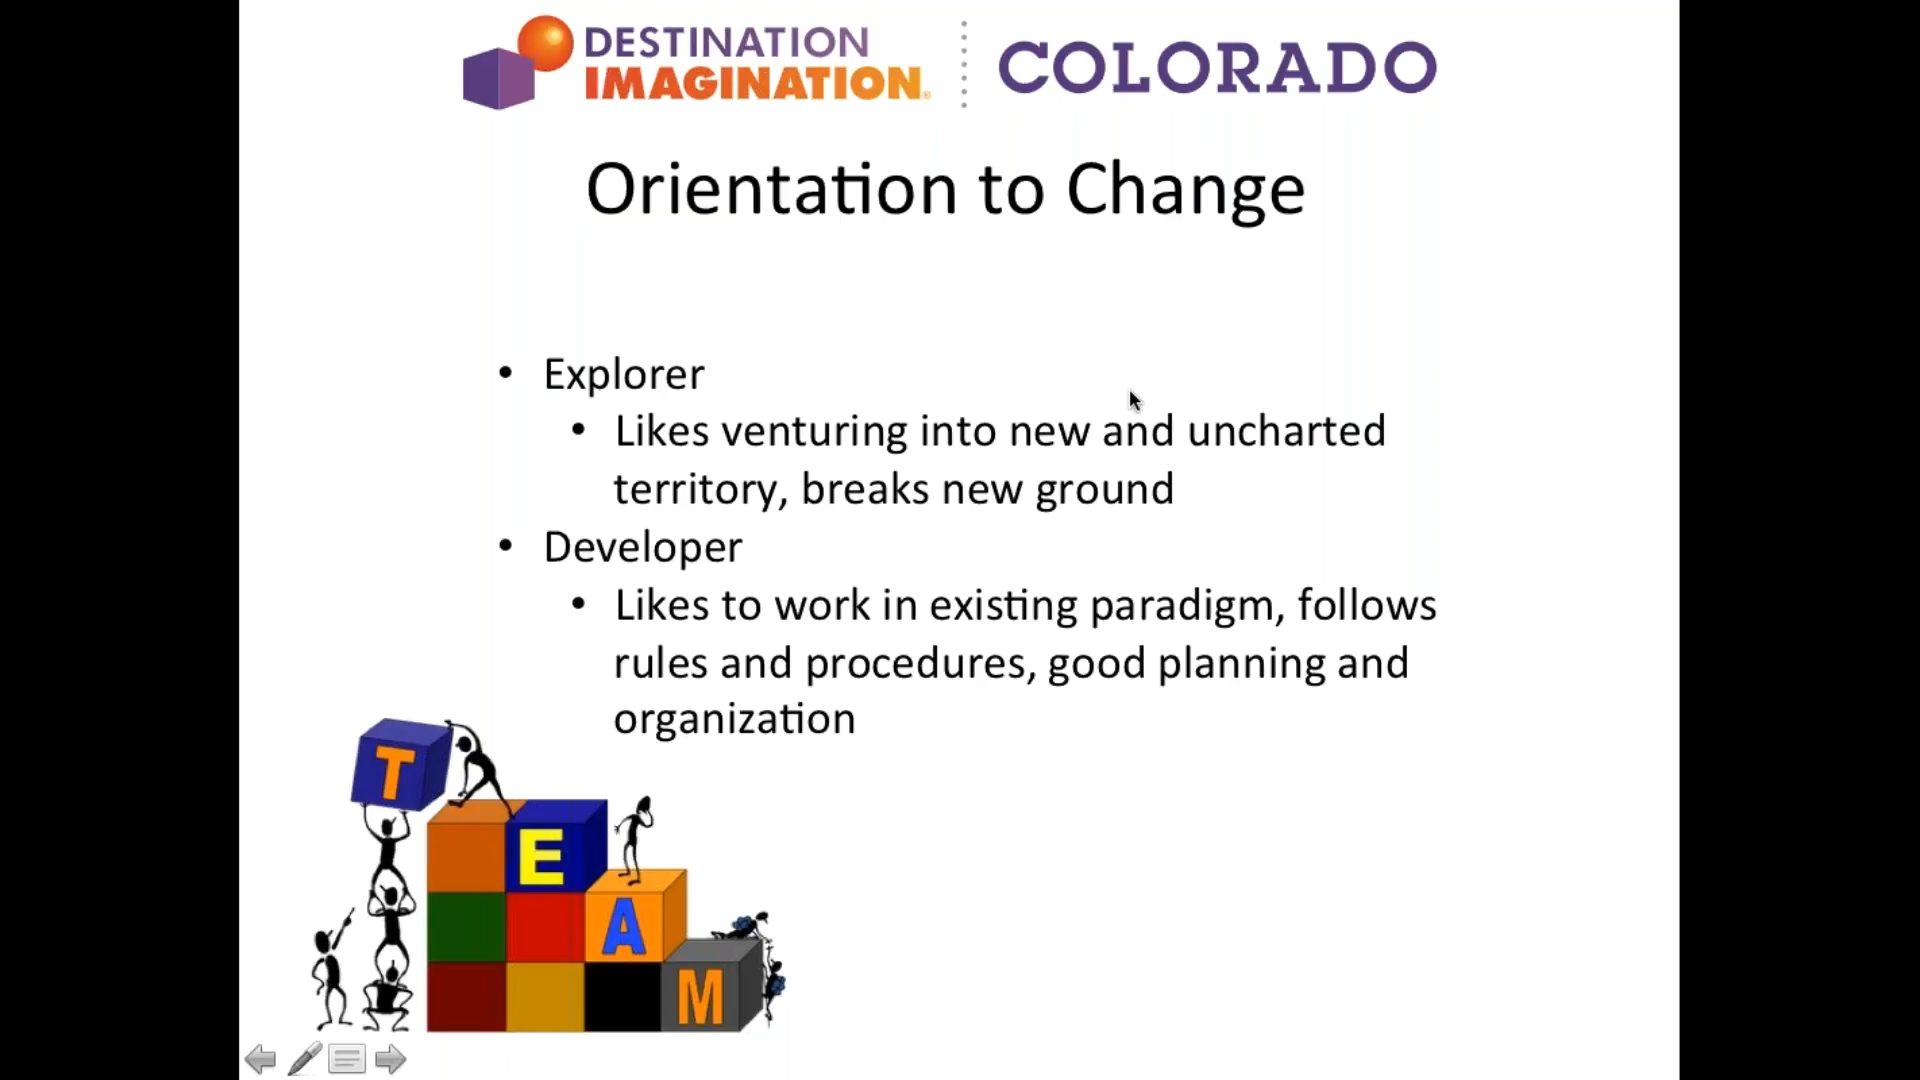 DESTINATION
IMAGINATION®
COLORADO
Orientation to Change
• Explorer
• Likes venturing into new and uncharted
territory, breaks new ground
• Developer
• Likes to work in existing paradigm, follows
rules and procedures, good planning and
organization
T
E
A
M